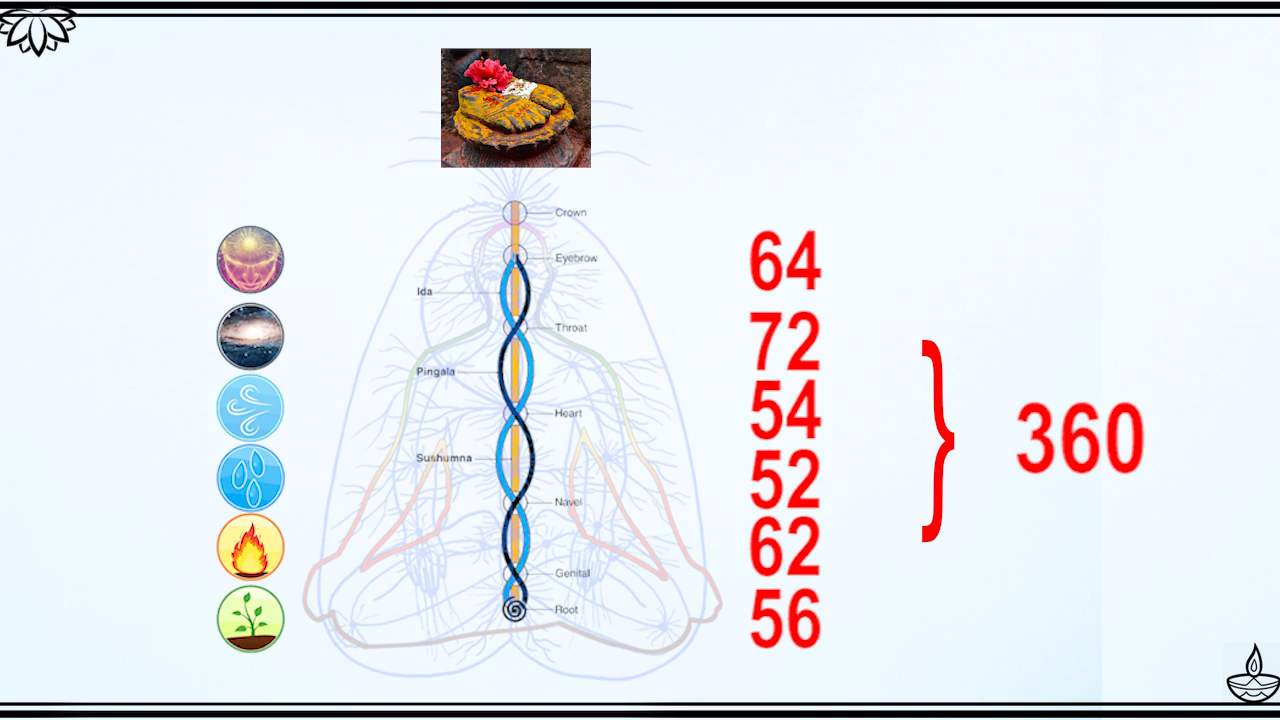 Crown
64
Eyebrow
Ida
Throat
72
Pingala
54
Heart
} 360
Sushumna
52
Navel
62
Genital
Root
56